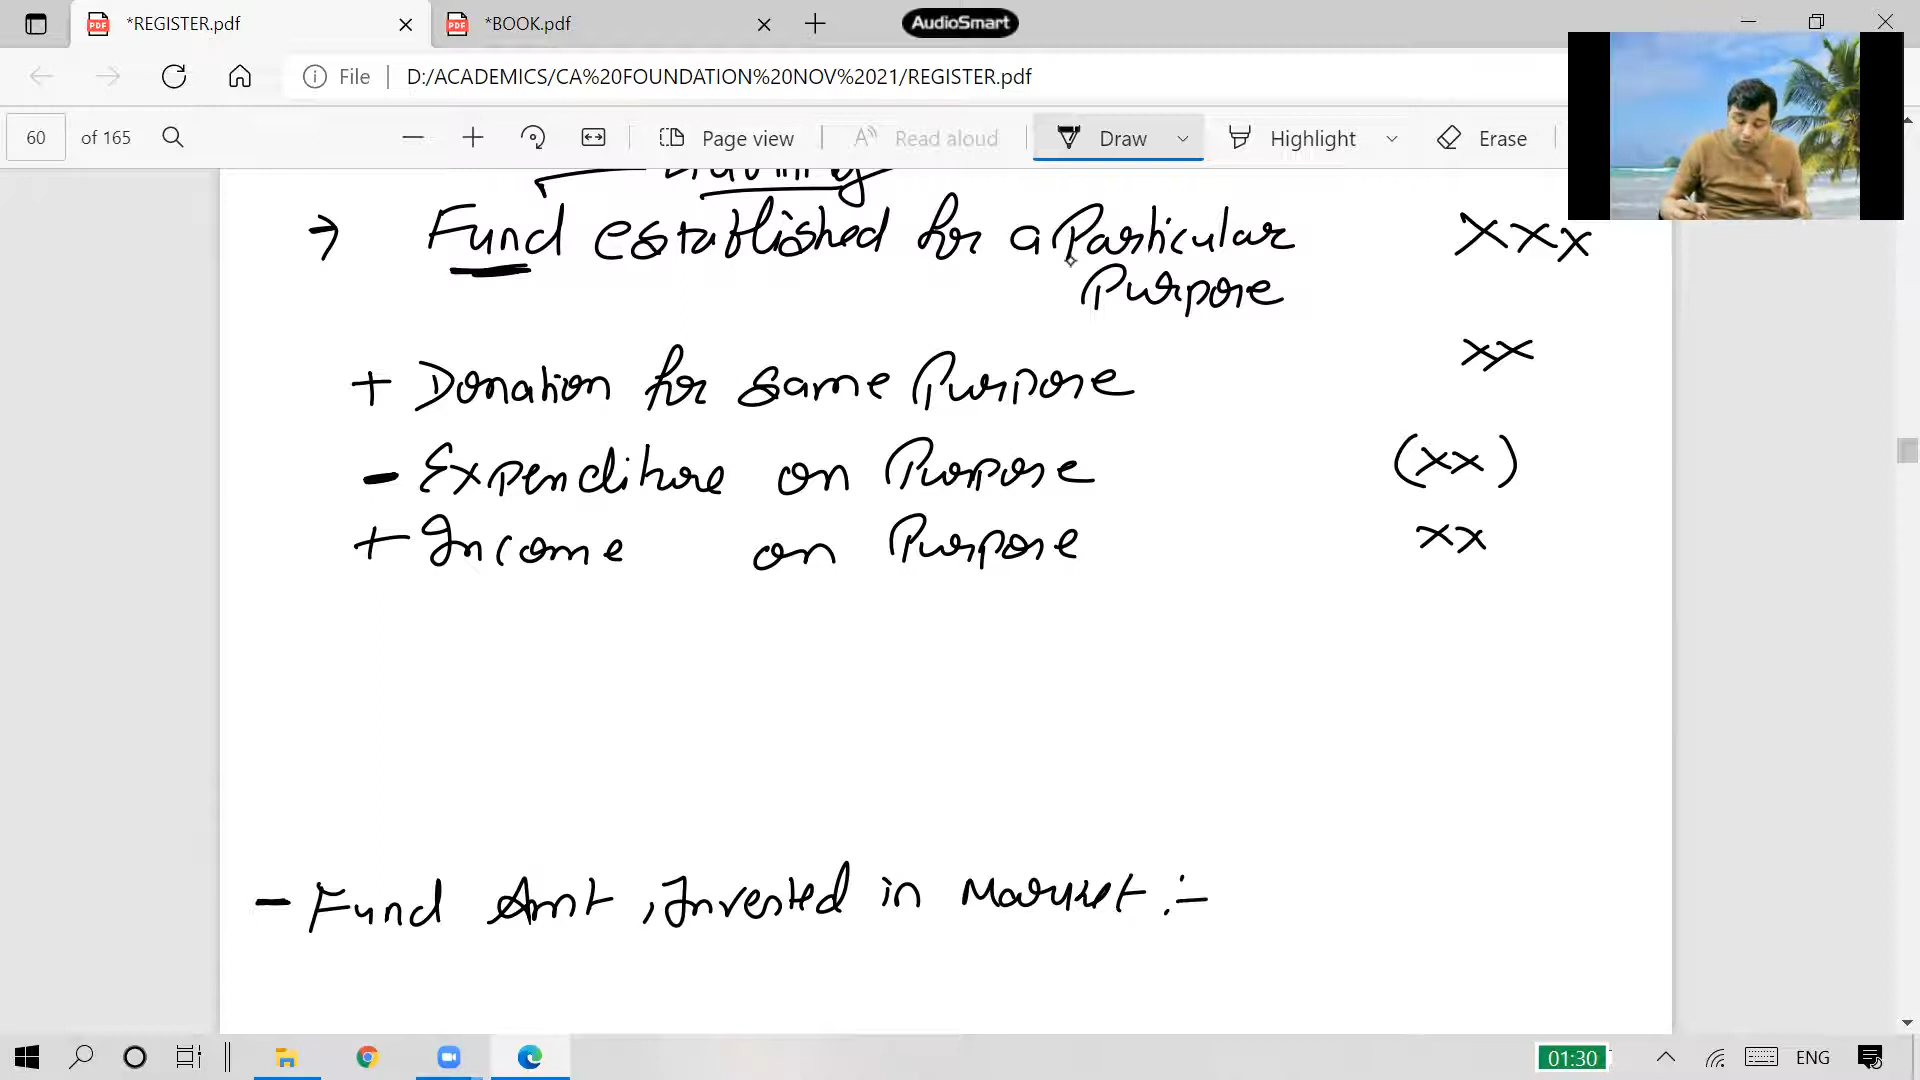 *REGISTER.pdf
*BOOK.pdf
AudioSmart
File
D:/ACADEMICS/CA%20FOUNDATION%20NOV%2021/REGISTER.pdf
60 of 165
Page view
Read aloud
Draw
Highlight
Erase
→ Fund established for a Particular Purpose xxx
+ Donation for same Purpose xx
- Expenditure on Purpose (xx)
+ Income on Purpose xx
- Fund Amt, Invested in Market :-
01:30
ENG